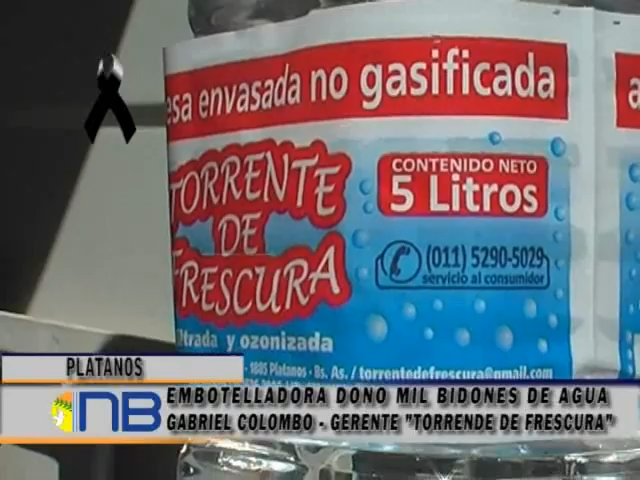 esa envasada no gasificada
TORRENTE
DE
FRESCURA
CONTENIDO NETO
5 Litros
(011) 5290-5029
servicio al consumidor
trada y ozonizada
1885 Platanos - Bs. As. / torrentedefrescura@gmail.com
PLATANOS
NB
EMBOTELLADORA DONO MIL BIDONES DE AGUA
GABRIEL COLOMBO - GERENTE "TORRENDE DE FRESCURA"